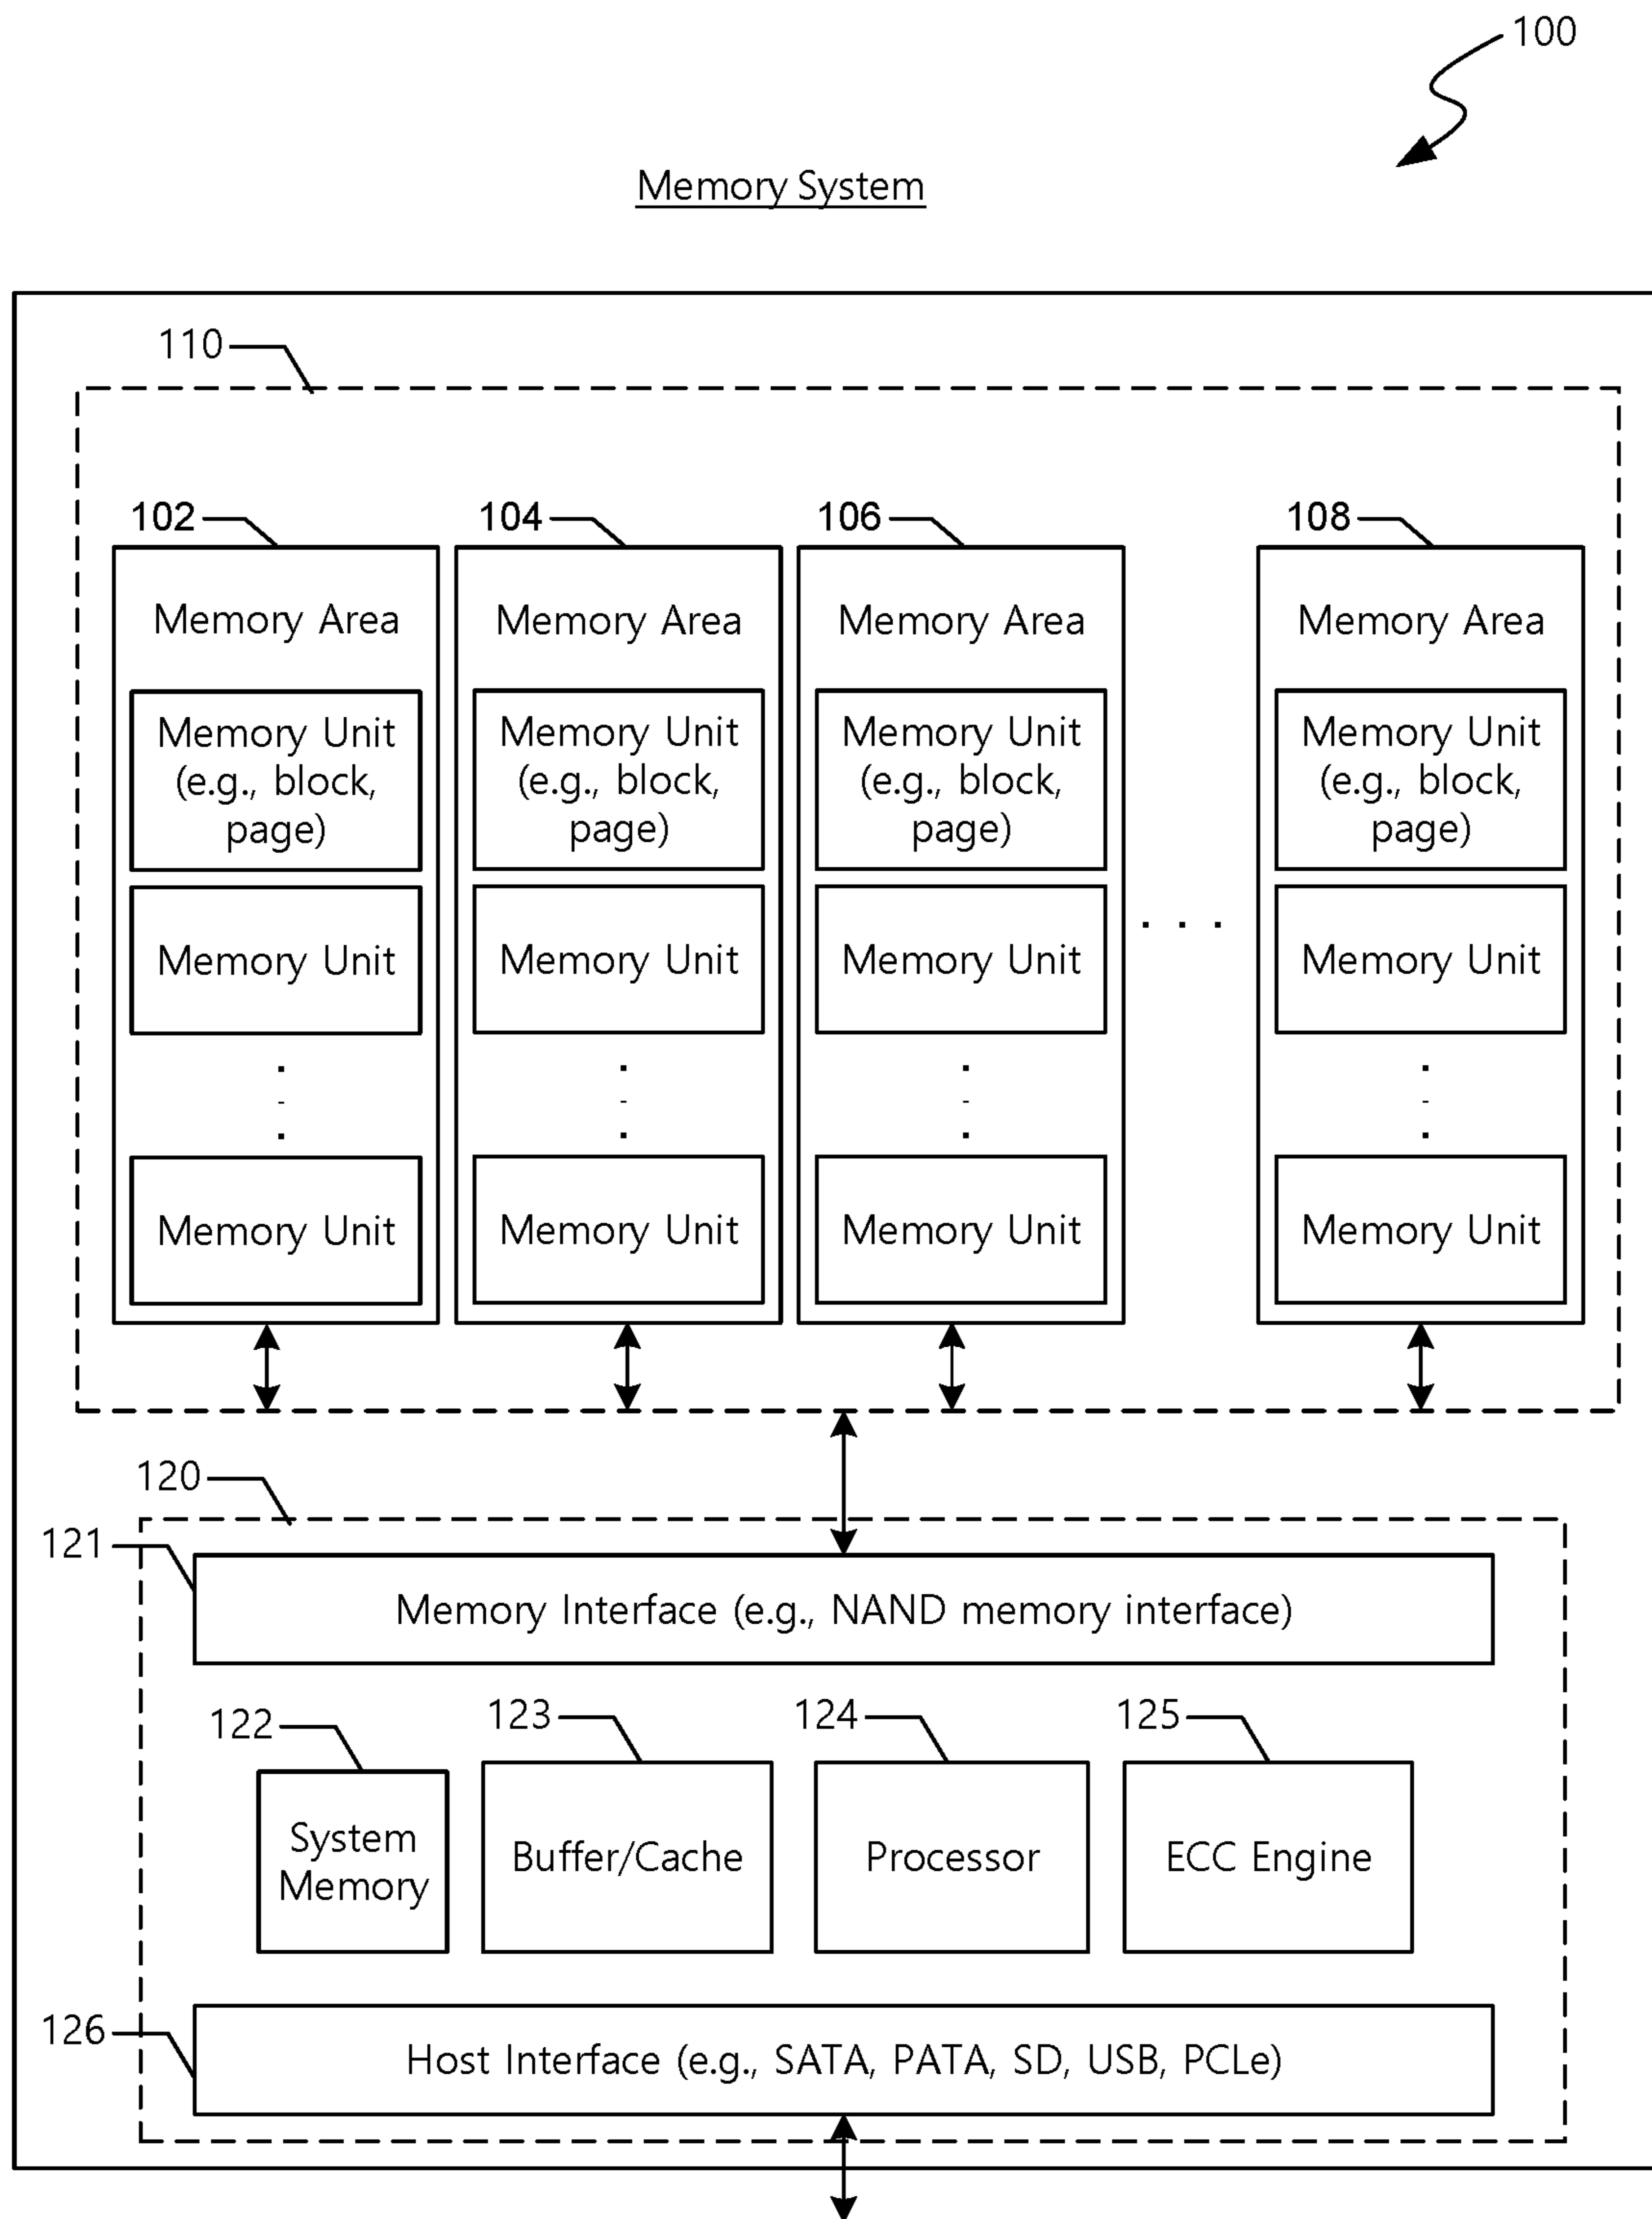 100
Memory System
110
102
104
106
108
Memory Area
Memory Area
Memory Area
Memory Area
Memory Unit
(e.g., block,
page)
Memory Unit
(e.g., block,
page)
Memory Unit
(e.g., block,
page)
Memory Unit
(e.g., block,
page)
Memory Unit
Memory Unit
Memory Unit
. . .
Memory Unit
Memory Unit
Memory Unit
Memory Unit
Memory Unit
120
121
Memory Interface (e.g., NAND memory interface)
122
123
124
125
System
Memory
Buffer/Cache
Processor
ECC Engine
126
Host Interface (e.g., SATA, PATA, SD, USB, PCLe)